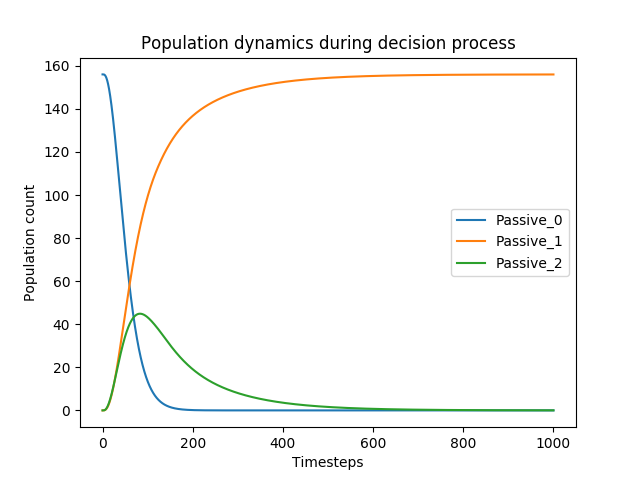 Population dynamics during decision process
160
140
120
100
80
60
40
20
0
Population count
Passive_0
Passive_1
Passive_2
0 200 400 600 800 1000
Timesteps